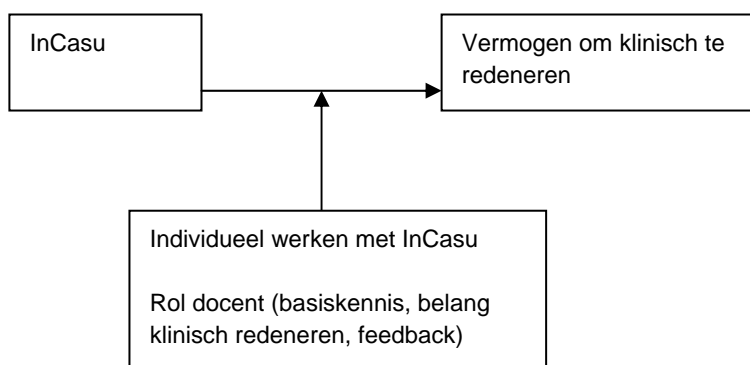 InCasu
Vermogen om klinisch te
redeneren
Individueel werken met InCasu
Rol docent (basiskennis, belang
klinisch redeneren, feedback)